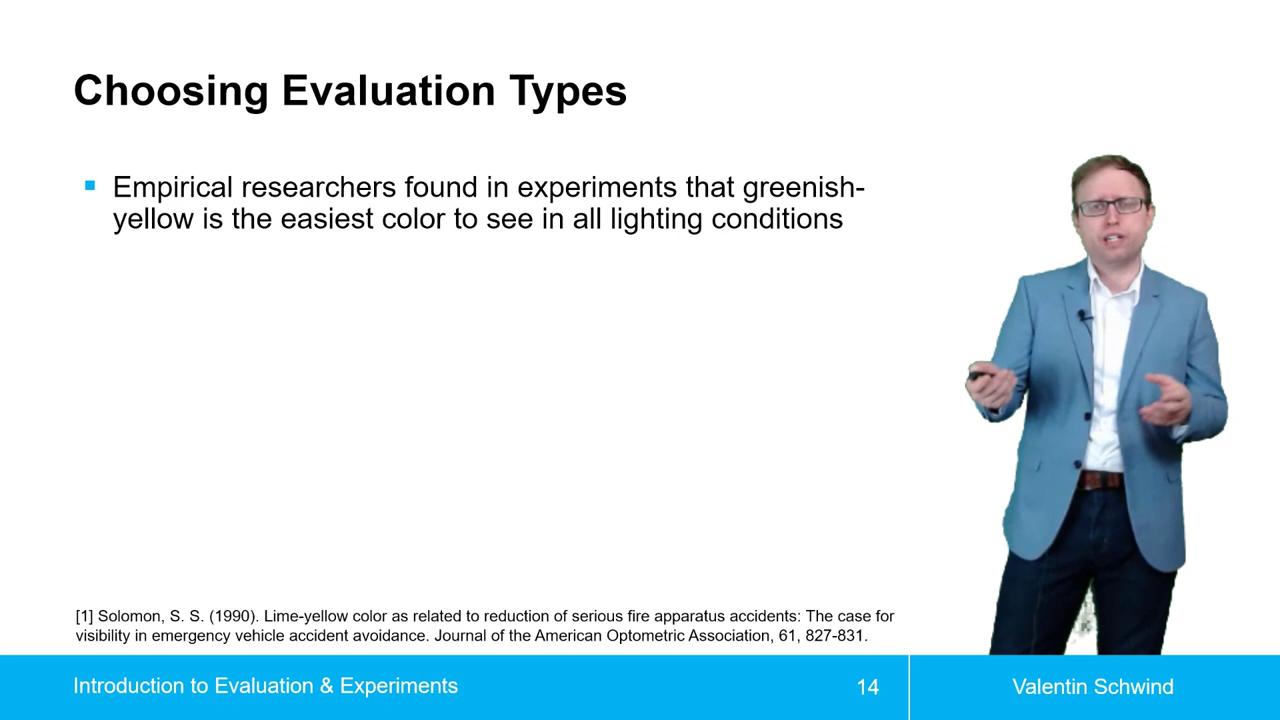 Choosing Evaluation Types
Empirical researchers found in experiments that greenish-
yellow is the easiest color to see in all lighting conditions
[1] Solomon, S. S. (1990). Lime-yellow color as related to reduction of serious fire apparatus accidents: The case for
visibility in emergency vehicle accident avoidance. Journal of the American Optometric Association, 61, 827-831.
Introduction to Evaluation & Experiments
14
Valentin Schwind